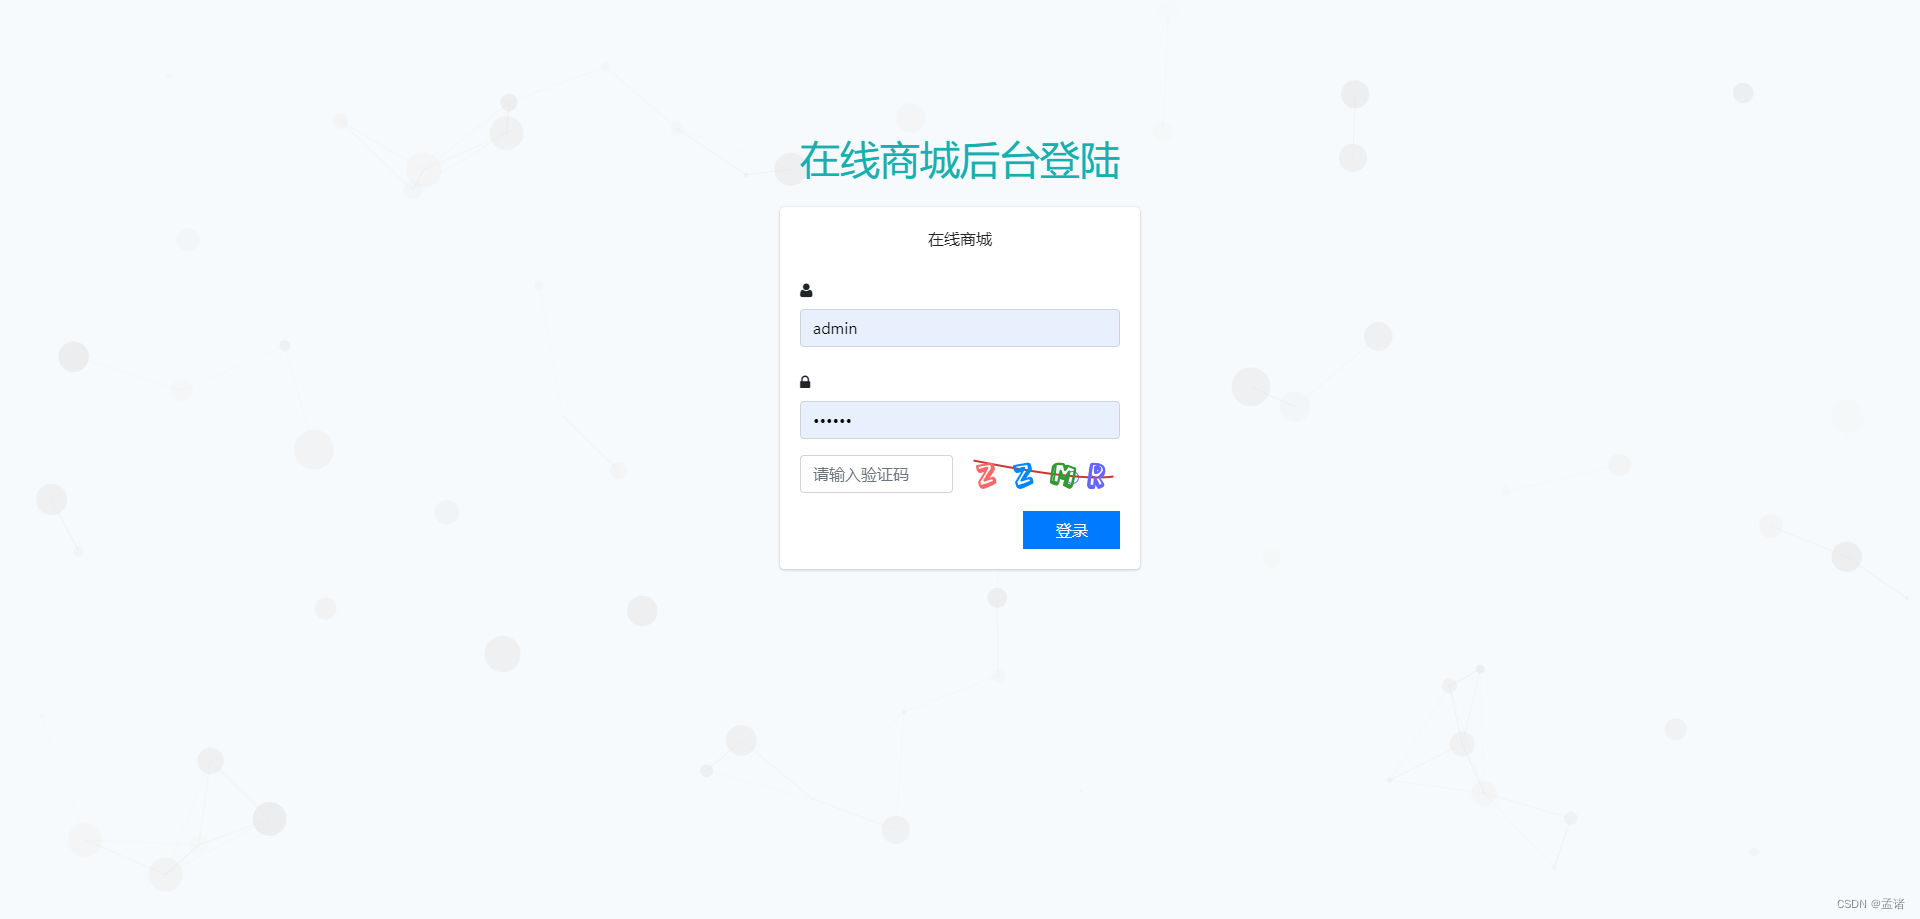 在线商城后台登陆
在线商城
admin
••••••
请输入验证码
ZZMR
登录
CSDN @孟诸